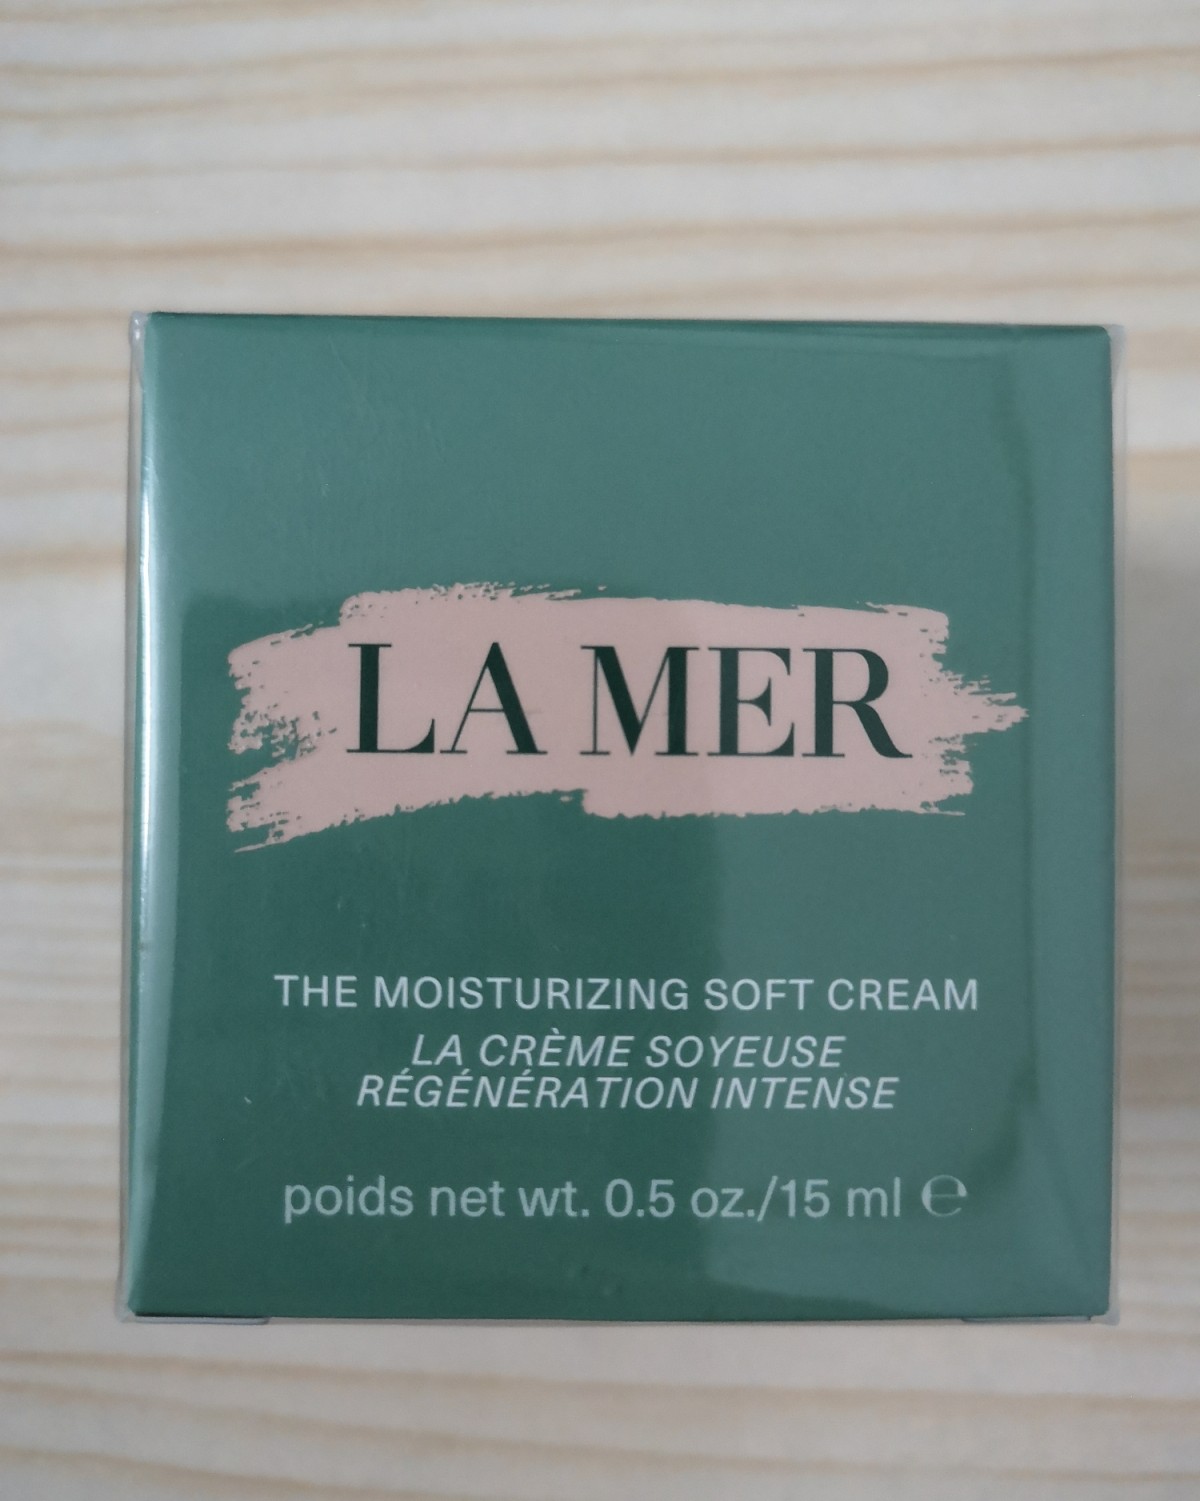 LA MER
THE MOISTURIZING SOFT CREAM
LA CRÈME SOYEUSE
RÉGÉNÉRATION INTENSE
poids net wt. 0.5 oz./15 ml ℮